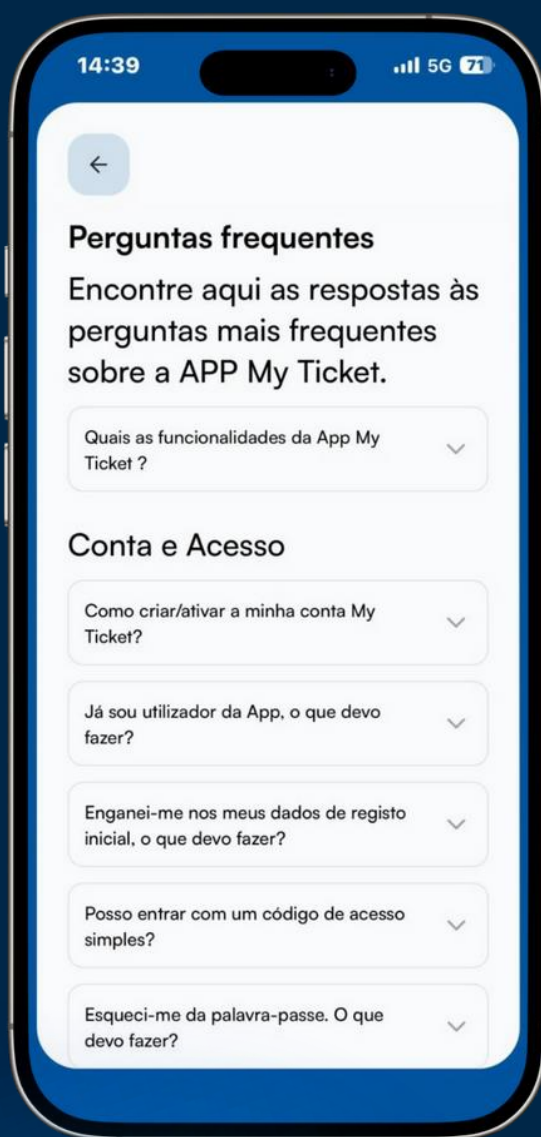 14:39
5G 71
Perguntas frequentes
Encontre aqui as respostas às
perguntas mais frequentes
sobre a APP My Ticket.
Quais as funcionalidades da App My
Ticket ?
Conta e Acesso
Como criar/ativar a minha conta My
Ticket?
Já sou utilizador da App, o que devo
fazer?
Enganei-me nos meus dados de registo
inicial, o que devo fazer?
Posso entrar com um código de acesso
simples?
Esqueci-me da palavra-passe. O que
devo fazer?